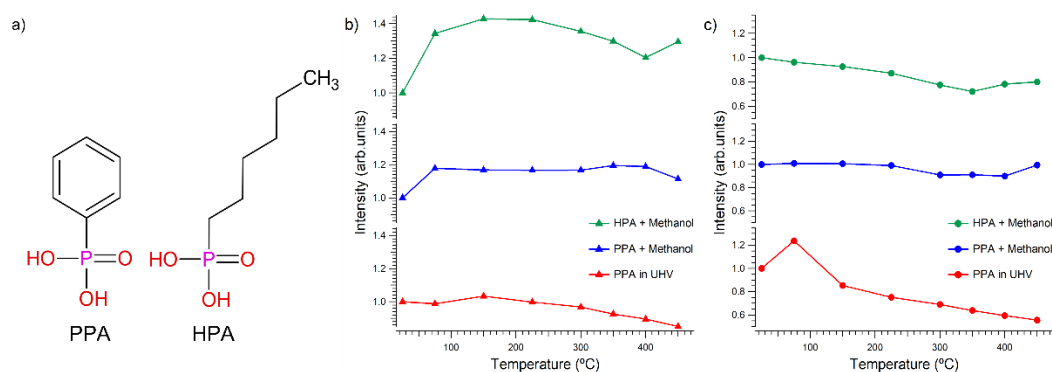 a)
CH3
HO P O
OH
PPA
HO P O
OH
HPA
b)
Intensity (arb.units)
1.4
1.2
1.0
1.4
1.2
1.0
1.4
1.2
1.0
HPA + Methanol
PPA + Methanol
PPA in UHV
100 200 300 400
Temperature (ºC)
c)
Intensity (arb.units)
1.2
1.0
0.8
0.6
1.2
1.0
0.8
0.6
1.2
1.0
0.8
0.6
HPA + Methanol
PPA + Methanol
PPA in UHV
100 200 300 400
Temperature (ºC)